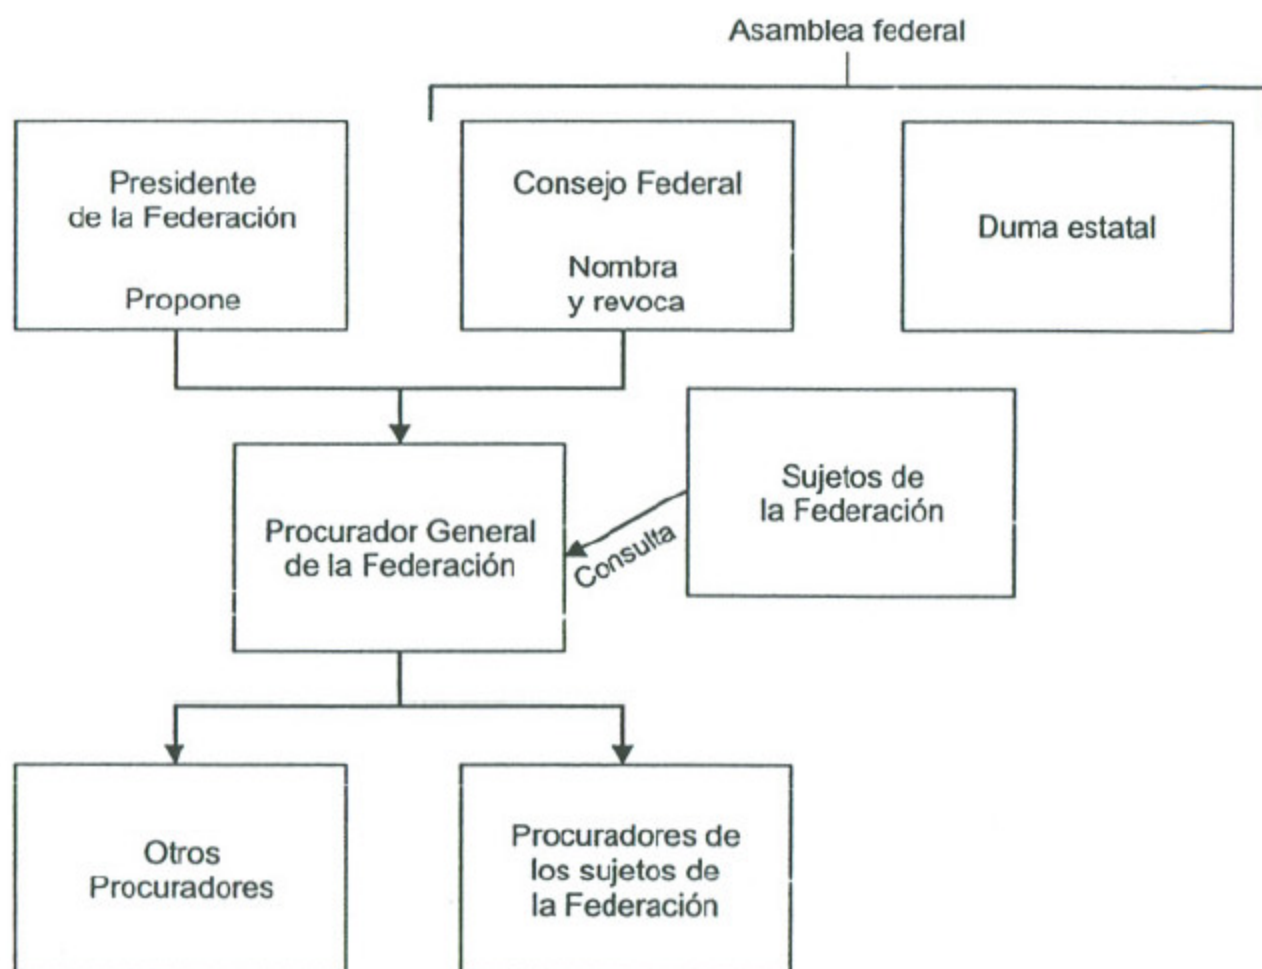 Asamblea federal
Presidente
de la Federación
Propone
Consejo Federal
Nombra
y revoca
Duma estatal
Procurador General
de la Federación
Consulta
Sujetos de
la Federación
Otros
Procuradores
Procuradores de
los sujetos de
la Federación